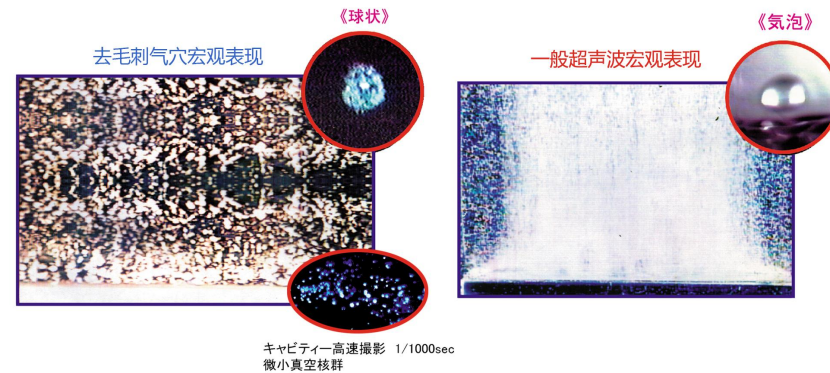 《球状》
去毛刺气穴宏观表现
《気泡》
一般超声波宏观表现
キャビティー高速撮影 1/1000sec
微小真空核群